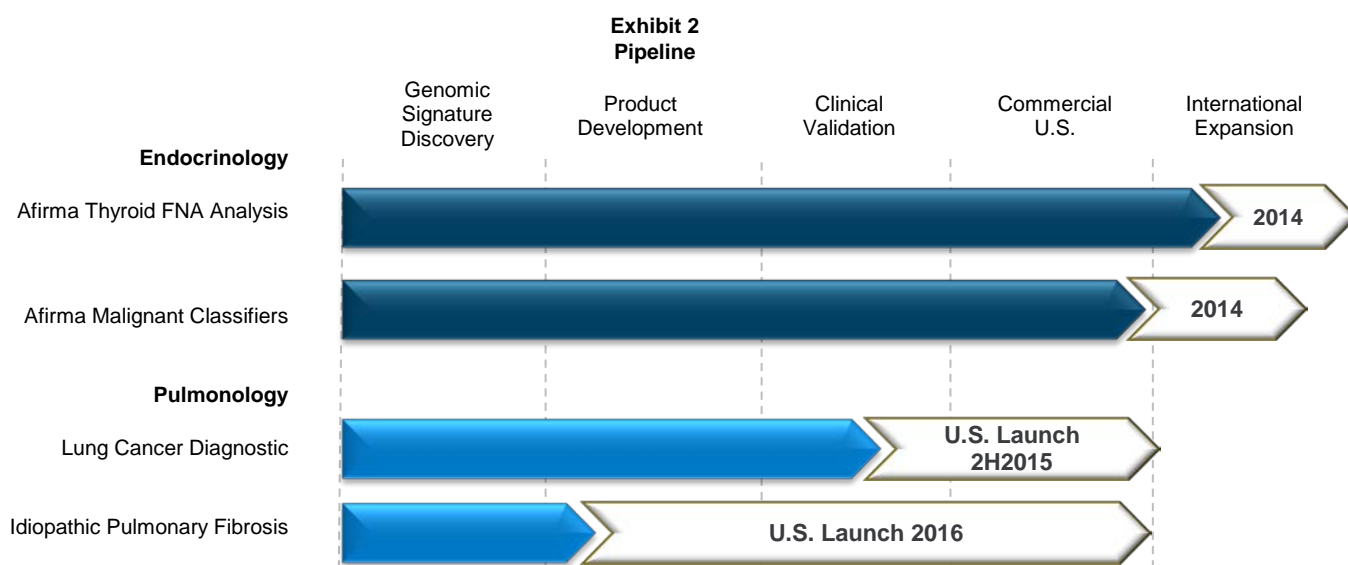 Exhibit 2
Pipeline
Genomic
Signature
Discovery
Product
Development
Clinical
Validation
Commercial
U.S.
International
Expansion
Endocrinology
Afirma Thyroid FNA Analysis
2014
Afirma Malignant Classifiers
2014
Pulmonology
Lung Cancer Diagnostic
U.S. Launch
2H2015
Idiopathic Pulmonary Fibrosis
U.S. Launch 2016